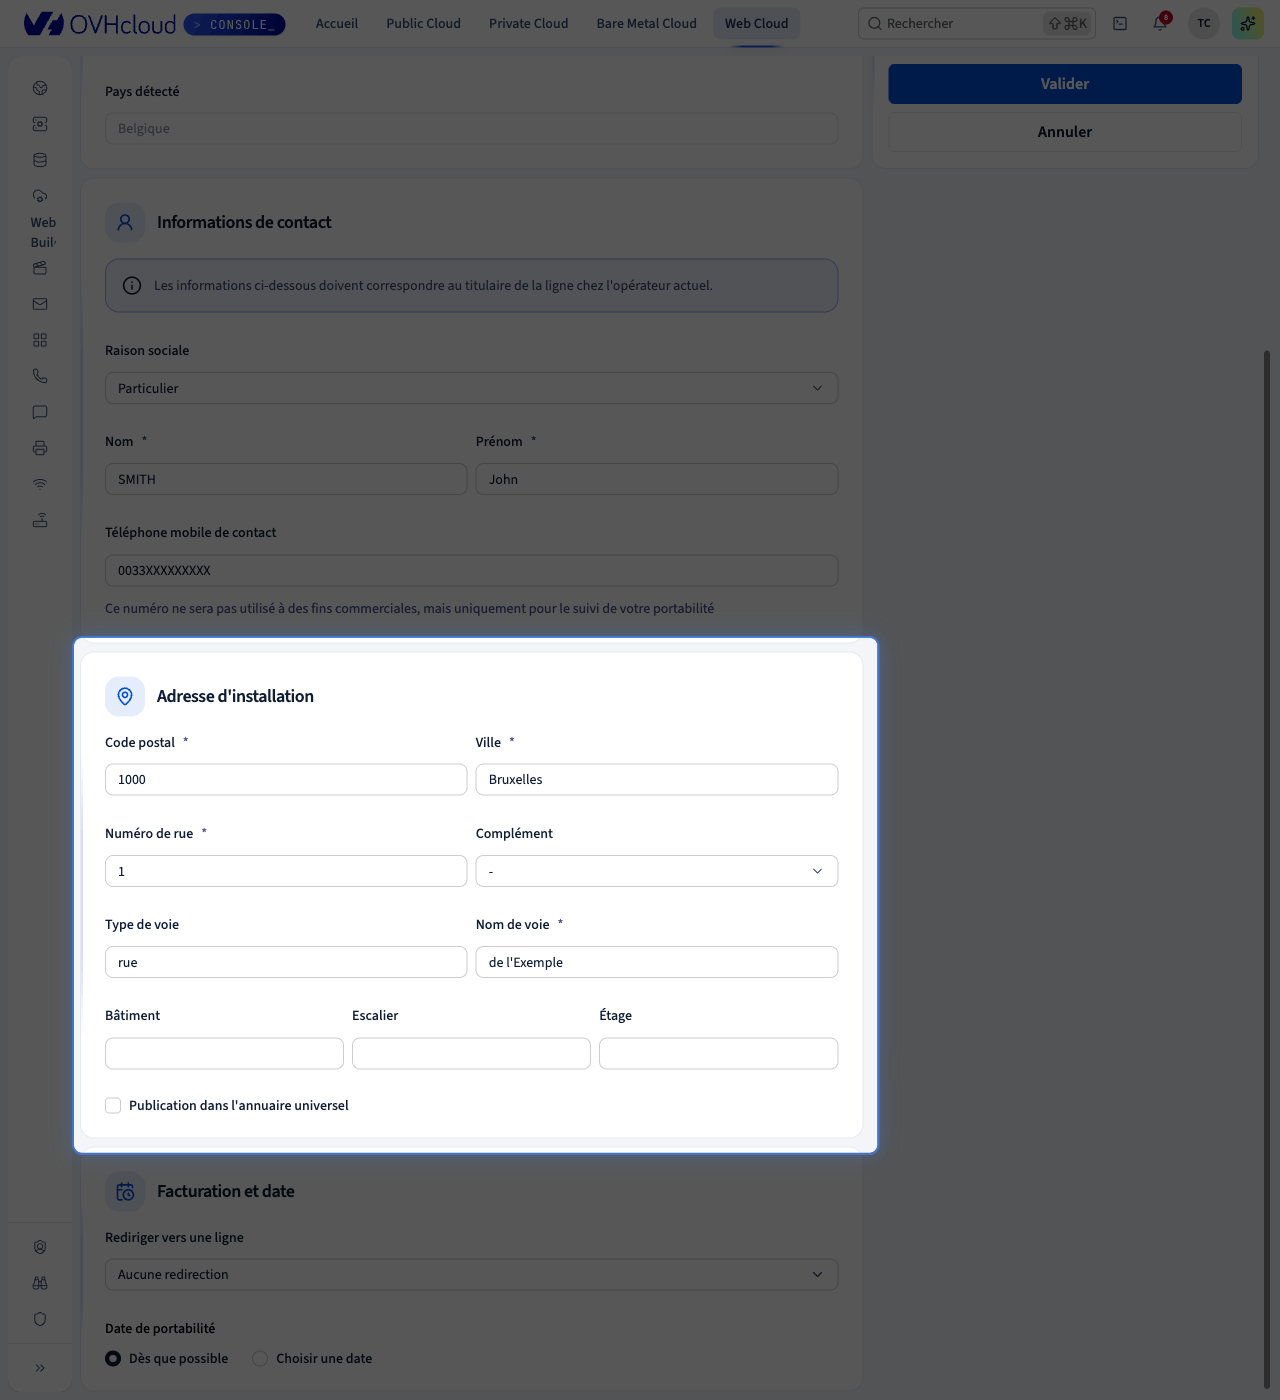 OVHcloud > CONSOLE_ Accueil Public Cloud Private Cloud Bare Metal Cloud Web Cloud Rechercher ⇧⌘K 8 TC
Pays détecté
Belgique
Valider
Annuler
Web
Informations de contact
Les informations ci-dessous doivent correspondre au titulaire de la ligne chez l'opérateur actuel.
Raison sociale
Particulier
Nom * Prénom *
SMITH John
Téléphone mobile de contact
0033XXXXXXXXX
Ce numéro ne sera pas utilisé à des fins commerciales, mais uniquement pour le suivi de votre portabilité
Adresse d'installation
Code postal * Ville *
1000 Bruxelles
Numéro de rue * Complément
1 -
Type de voie Nom de voie *
rue de l'Exemple
Bâtiment Escalier Étage
Publication dans l'annuaire universel
Facturation et date
Rediriger vers une ligne
Aucune redirection
Date de portabilité
Dès que possible Choisir une date